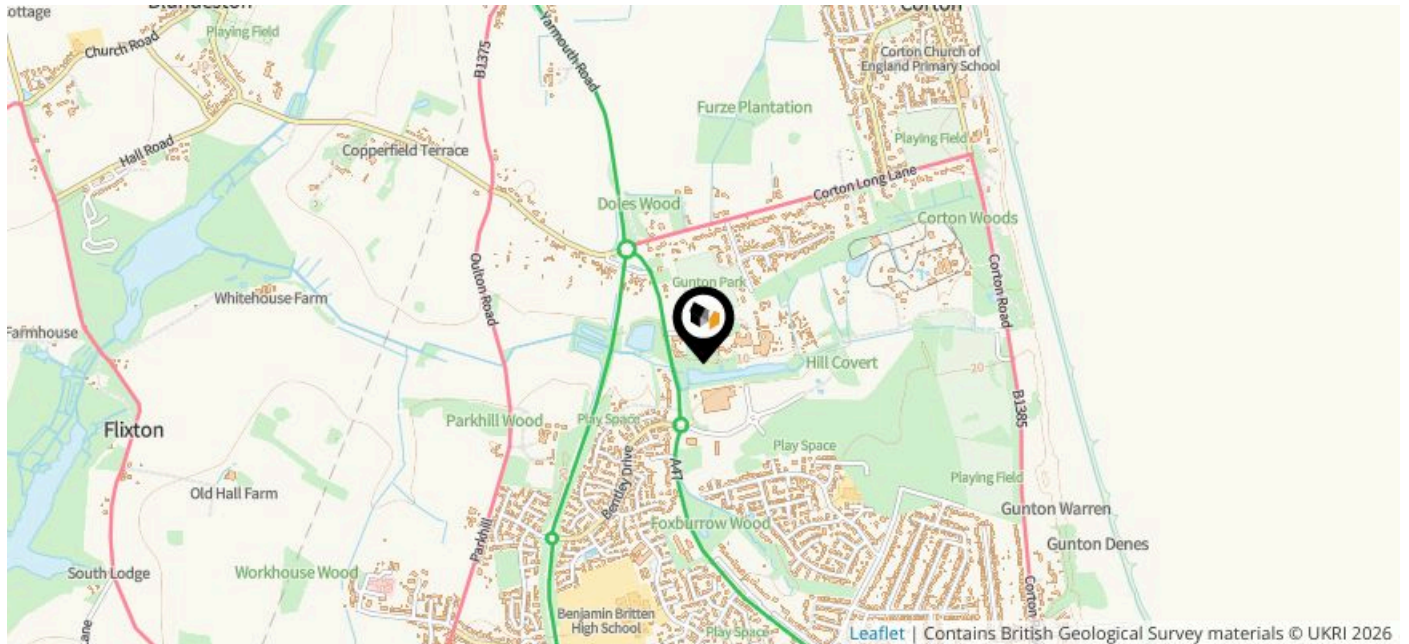 Blundeston
Corton
ottage
Church Road
Playing Field
B1375
Yarmouth Road
Corton Church of
England Primary School
Furze Plantation
Playing Field
Hall Road
Copperfield Terrace
Corton Long Lane
Doles Wood
Corton Woods
Gunton Park
Oulton Road
Whitehouse Farm
Corton Road
Farmhouse
10
Hill Covert
20
B1385
Parkhill Wood
Play Space
Flixton
Bentley Drive
A47
Play Space
Playing Field
Old Hall Farm
Gunton Warren
Foxburrow Wood
Parkhill
Gunton Denes
South Lodge
Workhouse Wood
Corton
Benjamin Britten
High School
Play Space
ane
Leaflet | Contains British Geological Survey materials © UKRI 2026